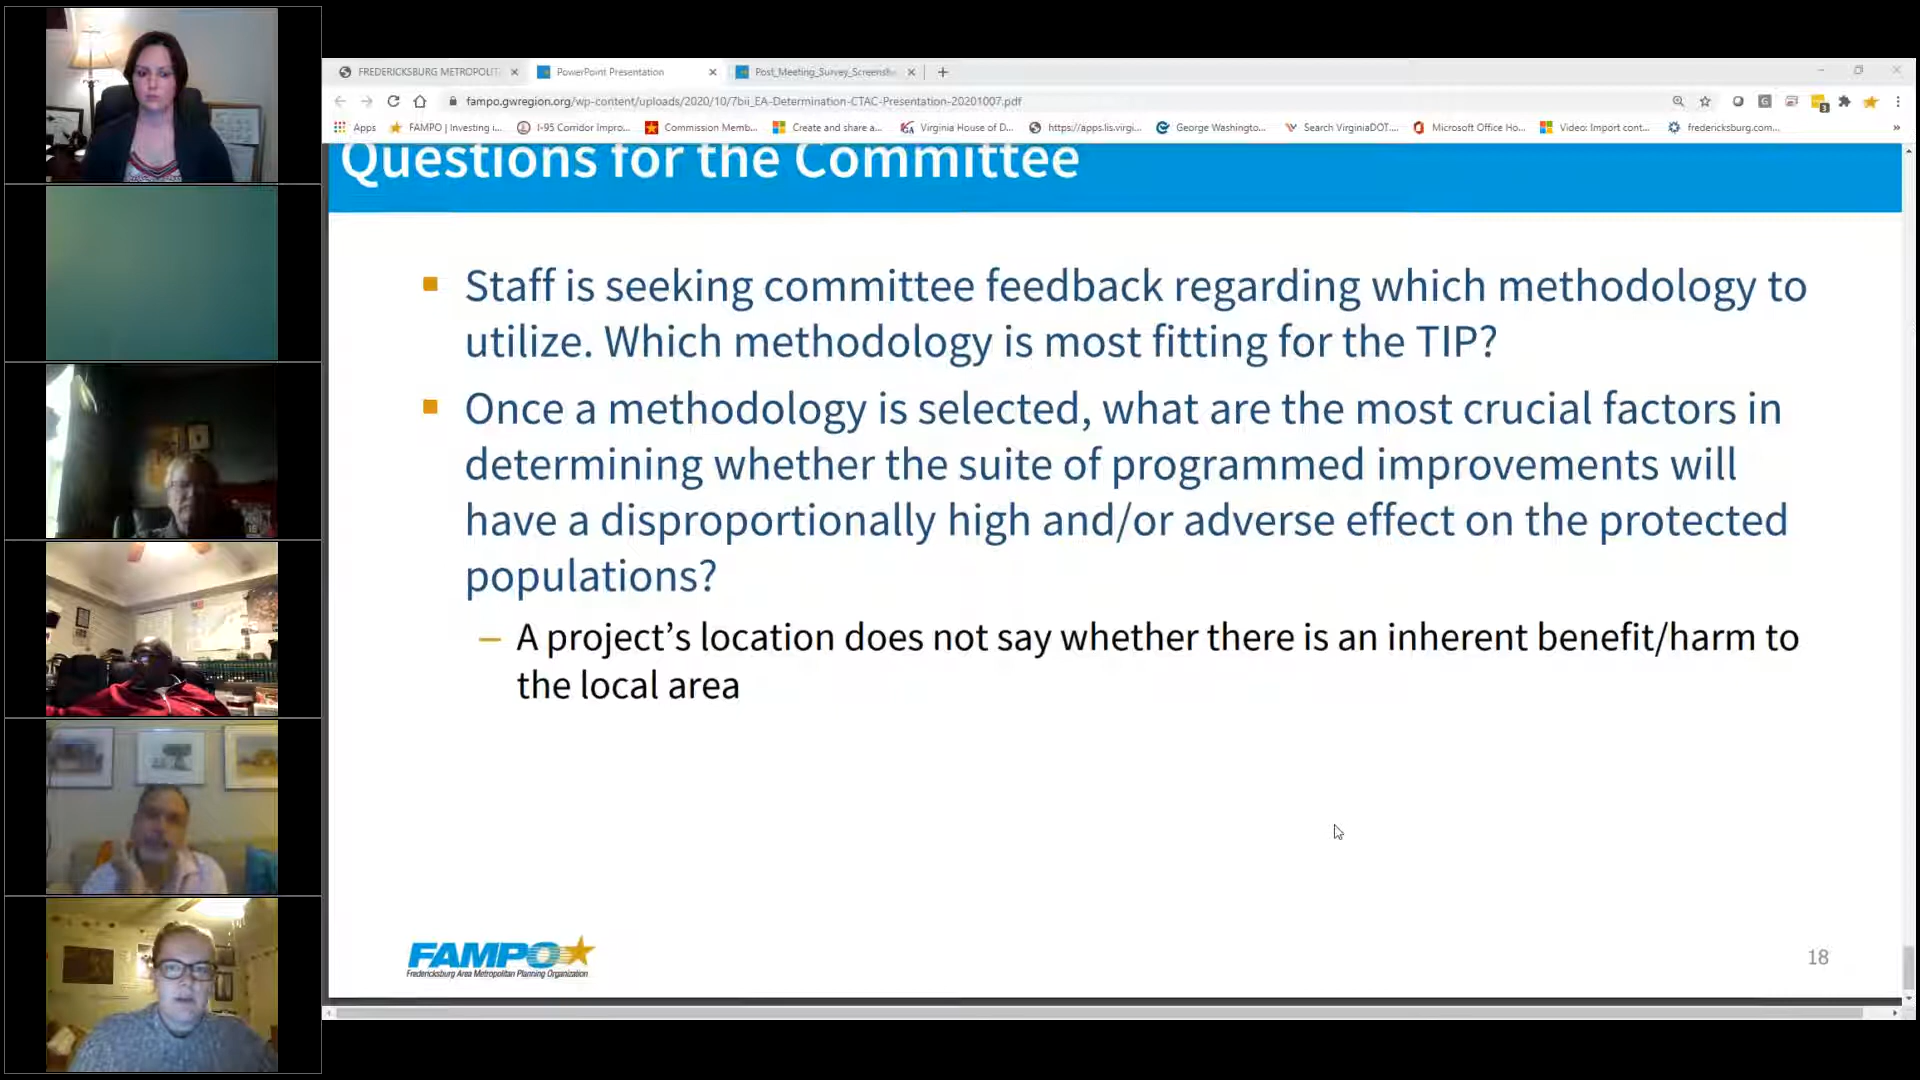 FREDERICKSBURG METROPOLIT
PowerPoint Presentation
Post_Meeting_Survey_Screensh
fampo.gwregion.org/wp-content/uploads/2020/10/7bii_EA-Determination-CTAC-Presentation-20201007.pdf
Apps
FAMPO | Investing i...
I-95 Corridor Impro...
Commission Memb...
Create and share a...
Virginia House of D...
https://apps.lis.virgi...
George Washingto...
Search VirginiaDOT....
Microsoft Office Ho...
Video: Import cont...
fredericksburg.com...
Questions for the Committee
Staff is seeking committee feedback regarding which methodology to
utilize. Which methodology is most fitting for the TIP?
Once a methodology is selected, what are the most crucial factors in
determining whether the suite of programmed improvements will
have a disproportionally high and/or adverse effect on the protected
populations?
– A project’s location does not say whether there is an inherent benefit/harm to
the local area
FAMPO
Fredericksburg Area Metropolitan Planning Organization
18